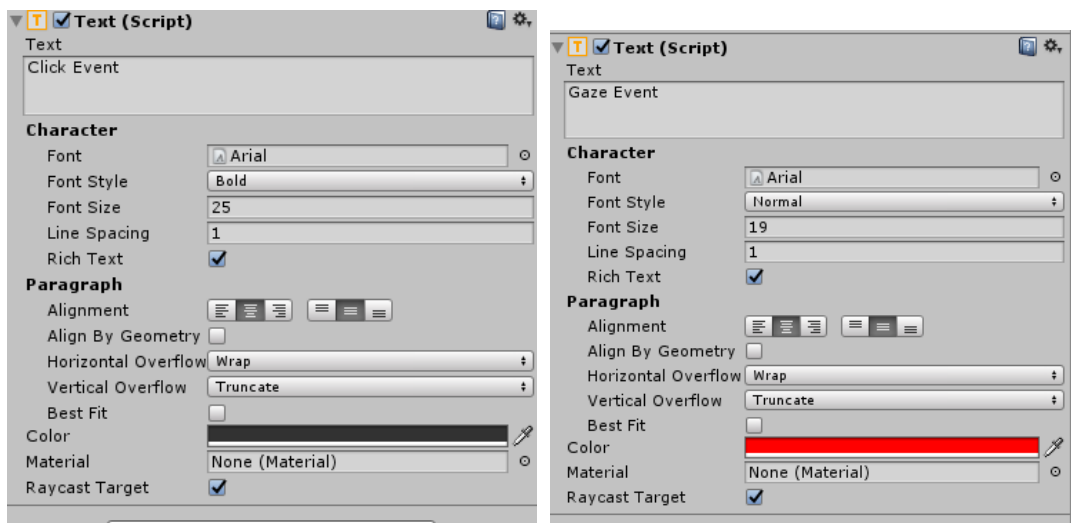 Text (Script)
Text
Click Event
Character
Font Arial
Font Style Bold
Font Size 25
Line Spacing 1
Rich Text
Paragraph
Alignment
Align By Geometry
Horizontal Overflow Wrap
Vertical Overflow Truncate
Best Fit
Color
Material None (Material)
Raycast Target
Text (Script)
Text
Gaze Event
Character
Font Arial
Font Style Normal
Font Size 19
Line Spacing 1
Rich Text
Paragraph
Alignment
Align By Geometry
Horizontal Overflow Wrap
Vertical Overflow Truncate
Best Fit
Color
Material None (Material)
Raycast Target